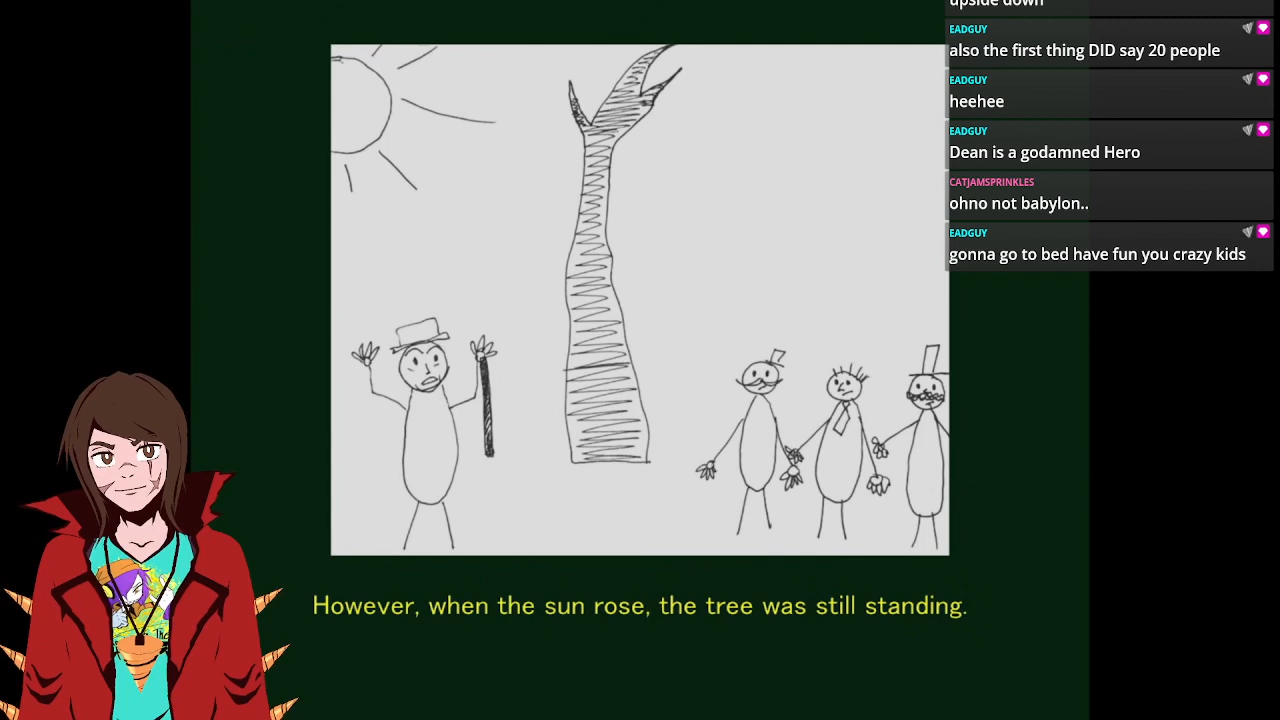 upside down
EADGUY
also the first thing DID say 20 people
EADGUY
heehee
EADGUY
Dean is a godamned Hero
CATJAMSPRINKLES
ohno not babylon..
EADGUY
gonna go to bed have fun you crazy kids
However, when the sun rose, the tree was still standing.